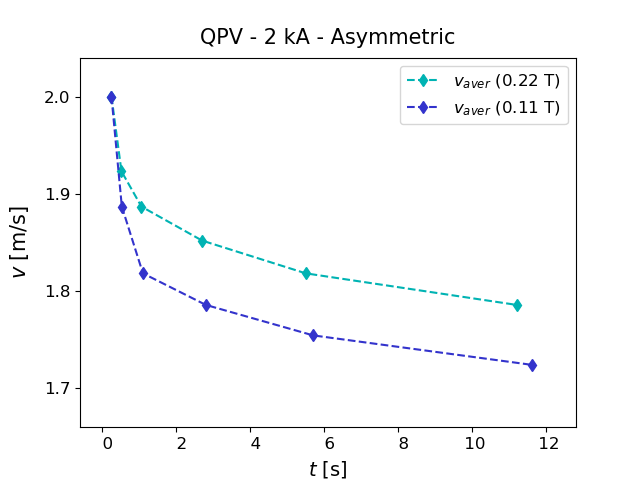 QPV - 2 kA - Asymmetric
v_aver (0.22 T)
v_aver (0.11 T)
2.0
1.9
1.8
1.7
v [m/s]
0 2 4 6 8 10 12
t [s]